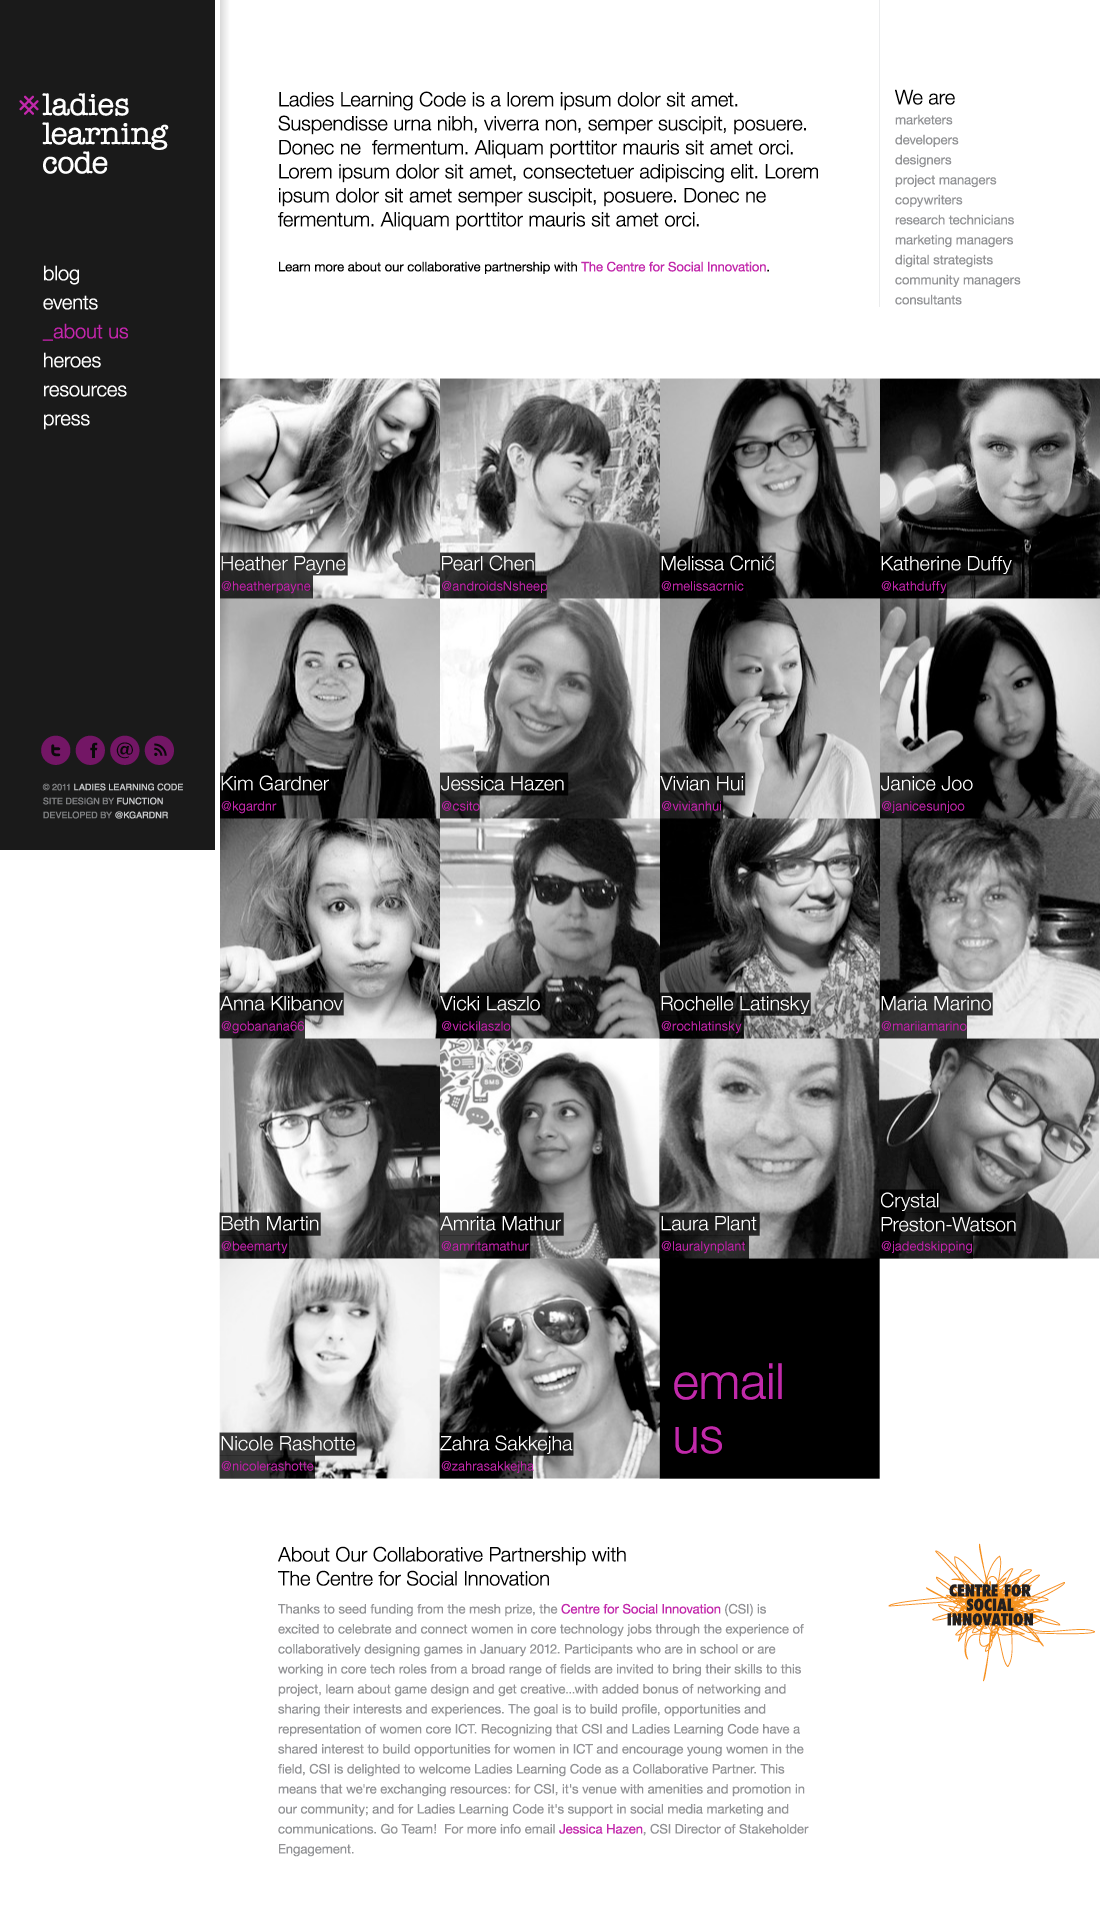 ladies
learning
code
blog
events
_about us
heroes
resources
press
© 2011 LADIES LEARNING CODE
SITE DESIGN BY FUNCTION
DEVELOPED BY @KGARDNR
Ladies Learning Code is a lorem ipsum dolor sit amet.
Suspendisse urna nibh, viverra non, semper suscipit, posuere.
Donec ne  fermentum. Aliquam porttitor mauris sit amet orci.
Lorem ipsum dolor sit amet, consectetuer adipiscing elit. Lorem
ipsum dolor sit amet semper suscipit, posuere. Donec ne
fermentum. Aliquam porttitor mauris sit amet orci.
Learn more about our collaborative partnership with The Centre for Social Innovation.
We are
marketers
developers
designers
project managers
copywriters
research technicians
marketing managers
digital strategists
community managers
consultants
Heather Payne
@heatherpayne
Pearl Chen
@androidsNsheep
Melissa Crnić
@melissacrnic
Katherine Duffy
@kathduffy
Kim Gardner
@kgardnr
Jessica Hazen
@csito
Vivian Hui
@vivianhui
Janice Joo
@janicesunjoo
Anna Klibanov
@gobanana66
Vicki Laszlo
@vickilaszlo
Rochelle Latinsky
@rochlatinsky
Maria Marino
@mariiamarino
Beth Martin
@beemarty
Amrita Mathur
@amritamathur
Laura Plant
@lauralynplant
Crystal
Preston-Watson
@jadedskipping
Nicole Rashotte
@nicolerashotte
Zahra Sakkejha
@zahrasakkejha
email
us
About Our Collaborative Partnership with
The Centre for Social Innovation
Thanks to seed funding from the mesh prize, the Centre for Social Innovation (CSI) is
excited to celebrate and connect women in core technology jobs through the experience of
collaboratively designing games in January 2012. Participants who are in school or are
working in core tech roles from a broad range of fields are invited to bring their skills to this
project, learn about game design and get creative...with added bonus of networking and
sharing their interests and experiences. The goal is to build profile, opportunities and
representation of women core ICT. Recognizing that CSI and Ladies Learning Code have a
shared interest to build opportunities for women in ICT and encourage young women in the
field, CSI is delighted to welcome Ladies Learning Code as a Collaborative Partner. This
means that we're exchanging resources: for CSI, it's venue with amenities and promotion in
our community; and for Ladies Learning Code it's support in social media marketing and
communications. Go Team!  For more info email Jessica Hazen, CSI Director of Stakeholder
Engagement.
CENTRE FOR
SOCIAL
INNOVATION